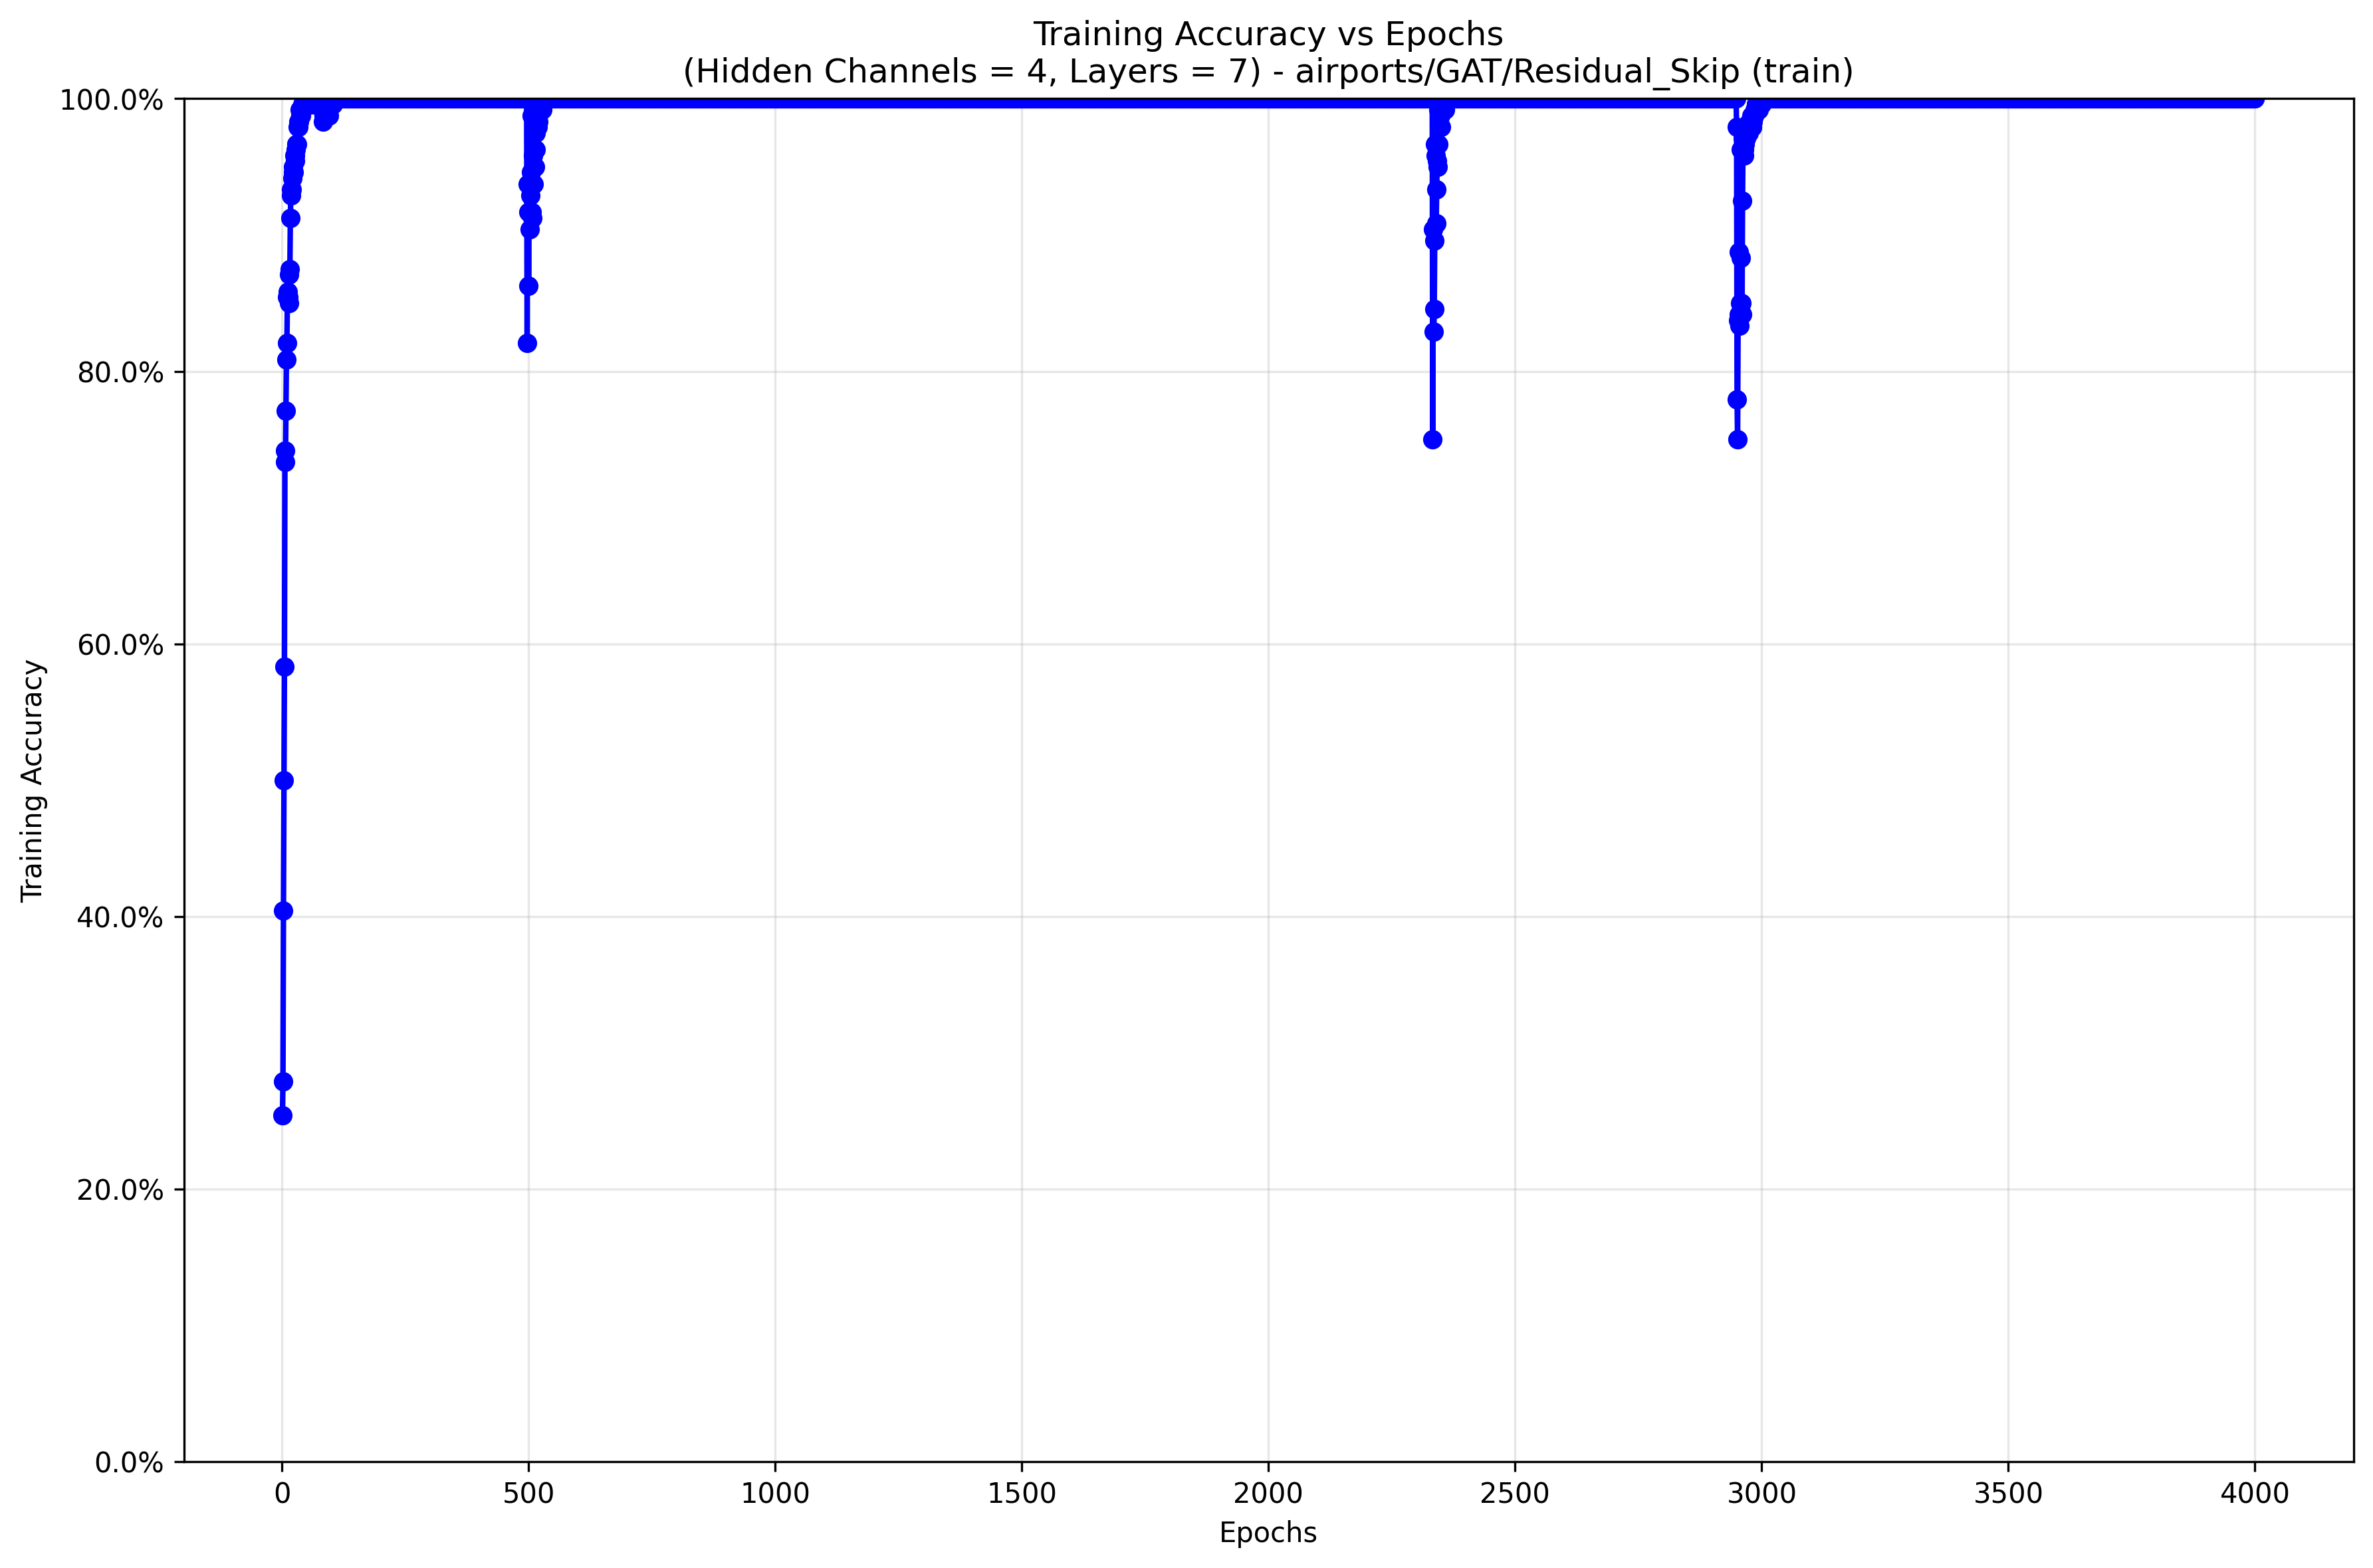 Training Accuracy vs Epochs
(Hidden Channels = 4, Layers = 7) - airports/GAT/Residual_Skip (train)
Training Accuracy
100.0%
80.0%
60.0%
40.0%
20.0%
0.0%
0 500 1000 1500 2000 2500 3000 3500 4000
Epochs